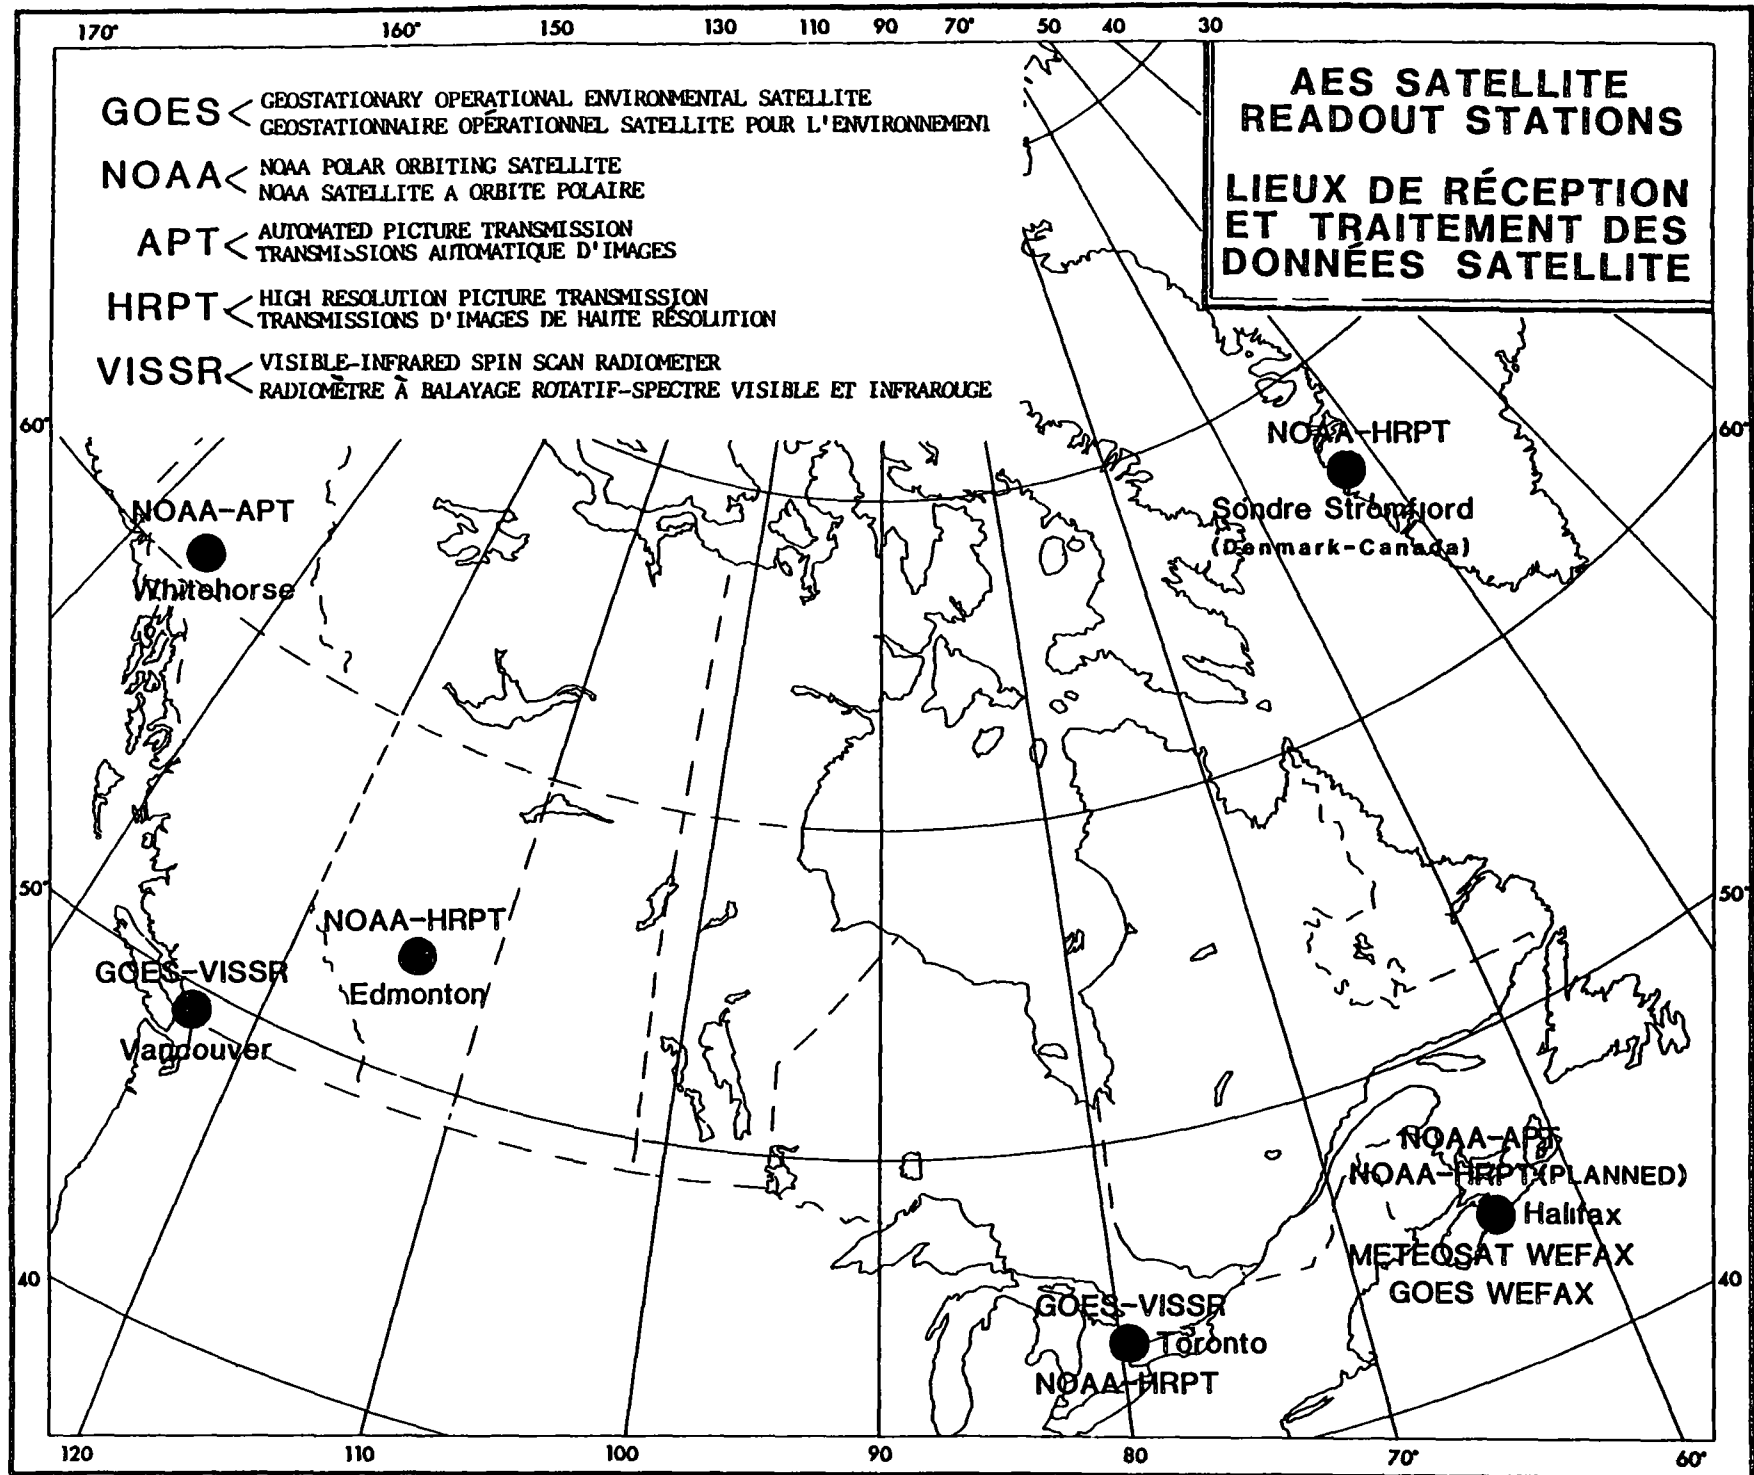 170° 160° 150 130 110 90 70° 50 40 30
AES SATELLITE
READOUT STATIONS
LIEUX DE RÉCEPTION
ET TRAITEMENT DES
DONNÉES SATELLITE
GOES < GEOSTATIONARY OPERATIONAL ENVIRONMENTAL SATELLITE
GEOSTATIONNAIRE OPÉRATIONNEL SATELLITE POUR L'ENVIRONNEMENT
NOAA < NOAA POLAR ORBITING SATELLITE
NOAA SATELLITE A ORBITE POLAIRE
APT < AUTOMATED PICTURE TRANSMISSION
TRANSMISSIONS AUTOMATIQUE D'IMAGES
HRPT < HIGH RESOLUTION PICTURE TRANSMISSION
TRANSMISSIONS D'IMAGES DE HAUTE RÉSOLUTION
VISSR < VISIBLE-INFRARED SPIN SCAN RADIOMETER
RADIOMÈTRE À BALAYAGE ROTATIF-SPECTRE VISIBLE ET INFRAROUGE
60° 60°
NOAA-HRPT
Sondre Stromfjord
(Denmark-Canada)
NOAA-APT
Whitehorse
50° 50°
NOAA-HRPT
Edmonton
GOES-VISSR
Vancouver
NOAA-APT
NOAA-HRPT(PLANNED)
Halifax
METEOSAT WEFAX
GOES WEFAX
40 40
GOES-VISSR
Toronto
NOAA-HRPT
120 110 100 90 80 70° 60°